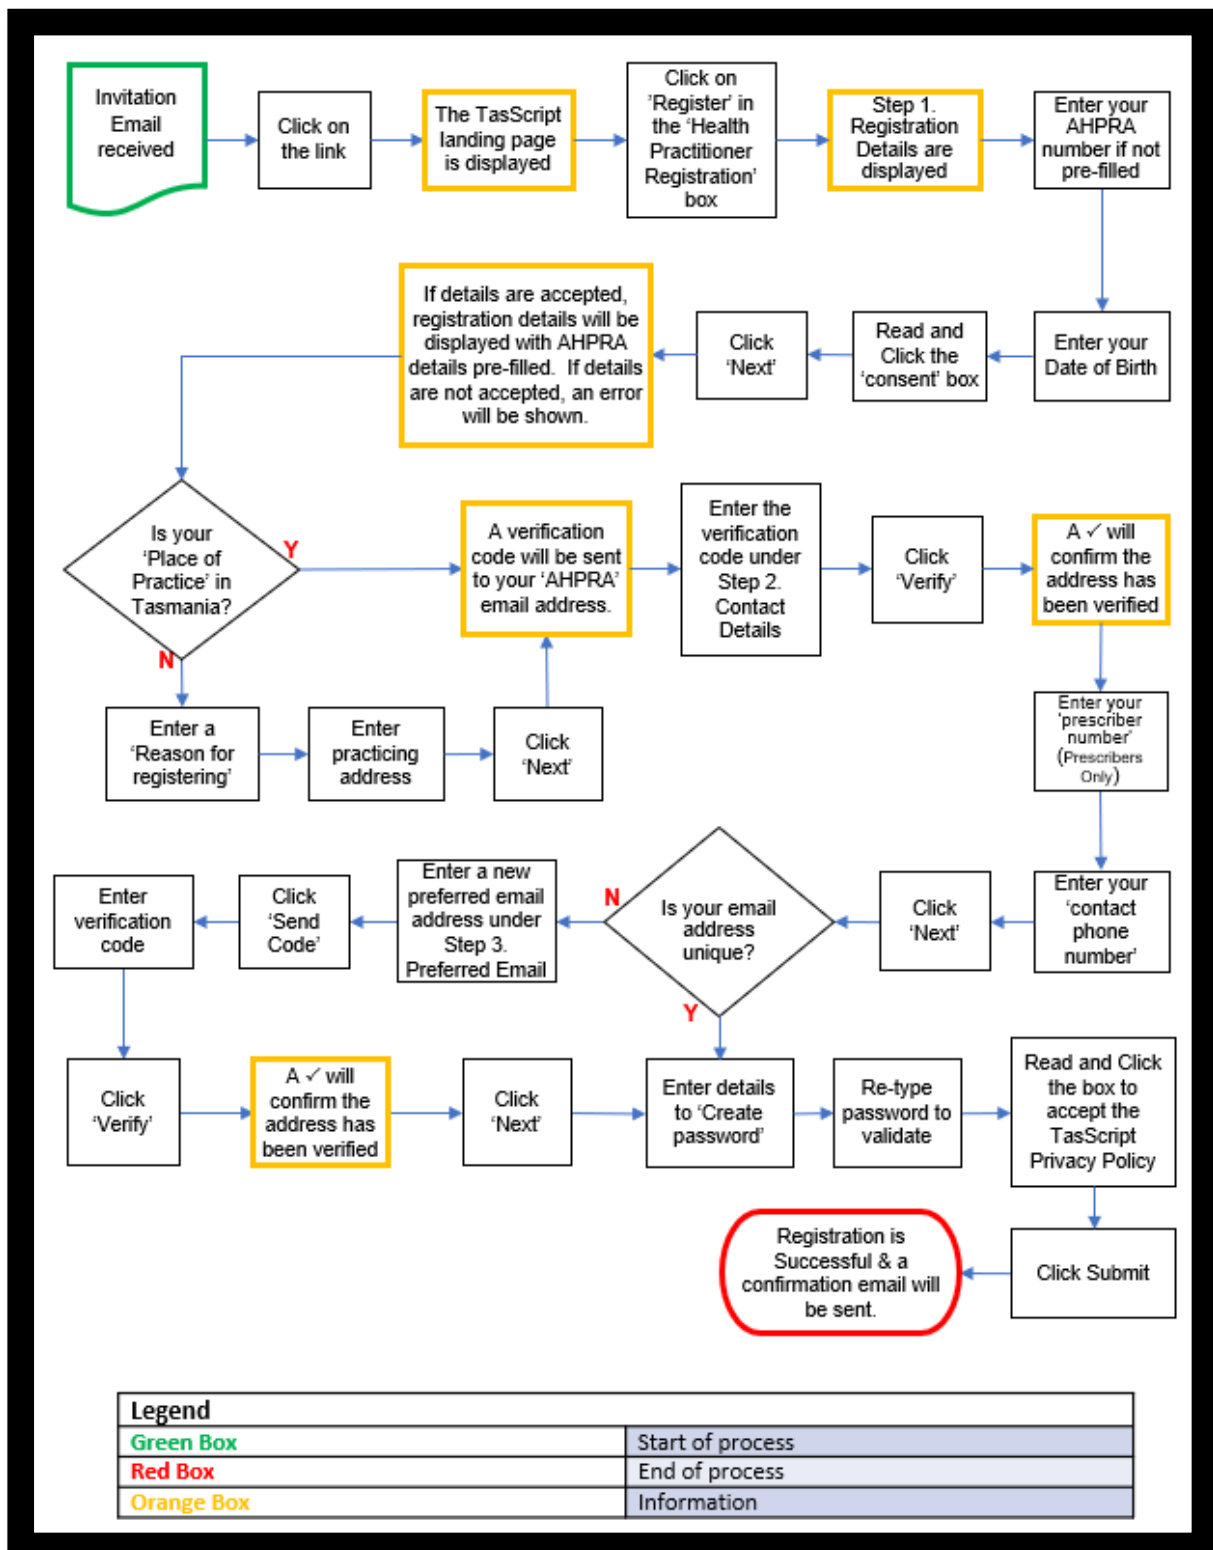 Invitation
Email
received
Click on
the link
The TasScript
landing page
is displayed
Click on
'Register' in
the 'Health
Practitioner
Registration'
box
Step 1.
Registration
Details are
displayed
Enter your
AHPRA
number if not
pre-filled
If details are accepted,
registration details will be
displayed with AHPRA
details pre-filled. If details
are not accepted, an error
will be shown.
Click
'Next'
Read and
Click the
'consent' box
Enter your
Date of Birth
Is your
'Place of
Practice' in
Tasmania?
Y
N
A verification
code will be sent
to your 'AHPRA'
email address.
Enter the
verification
code under
Step 2.
Contact
Details
Click
'Verify'
A ✓ will
confirm the
address has
been verified
Enter a
'Reason for
registering'
Enter
practicing
address
Click
'Next'
Enter your
'prescriber
number'
(Prescribers
Only)
Enter
verification
code
Click
'Send
Code'
Enter a new
preferred email
address under
Step 3.
Preferred Email
N
Is your email
address
unique?
Y
Click
'Next'
Enter your
'contact
phone
number'
Click
'Verify'
A ✓ will
confirm the
address has
been verified
Click
'Next'
Enter details
to 'Create
password'
Re-type
password to
validate
Read and Click
the box to
accept the
TasScript
Privacy Policy
Registration is
Successful & a
confirmation email will
be sent.
Click Submit
Legend
Green Box Start of process
Red Box End of process
Orange Box Information